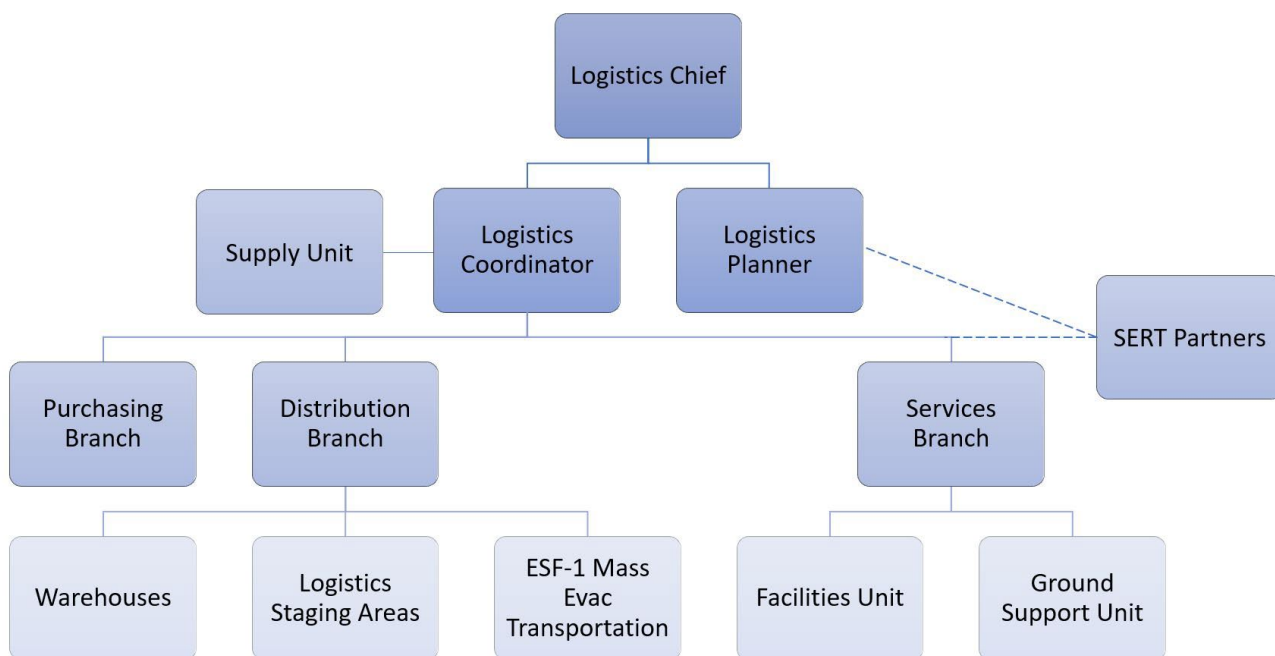 Logistics Chief
Supply Unit
Logistics
Coordinator
Logistics
Planner
SERT Partners
Purchasing
Branch
Distribution
Branch
Services
Branch
Warehouses
Logistics
Staging Areas
ESF-1 Mass
Evac
Transportation
Facilities Unit
Ground
Support Unit